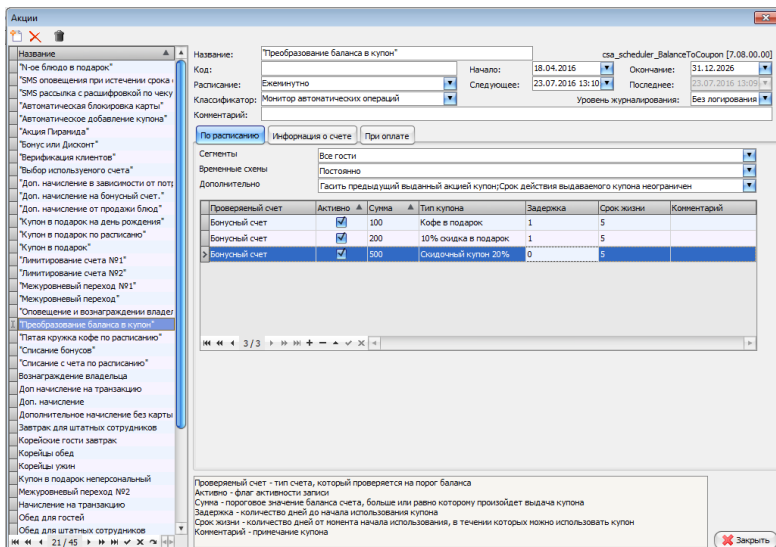 Акции
Название
"N-ое блюдо в подарок"
"SMS оповещения при истечении срока
"SMS рассылка с расшифровкой по чеку
"Автоматическая блокировка карты"
"Автоматическое добавление купона"
"Акция Пирамида"
"Бонус или Дисконт"
"Верификация клиентов"
"Выбор используемого счета"
"Доп. начисление в зависимости от пот
"Доп. начисление на бонусный счет."
"Доп. начисление от продажи блюд"
"Купон в подарок на день рождения"
"Купон в подарок по расписаню"
"Купон в подарок"
"Лимитирование счета №1"
"Лимитирование счета №2"
"Межуровневый переход №1"
"Межуровневый переход"
"Оповещение и вознаграждении владел
"Преобразование баланса в купон"
"Пятая кружка кофе по расписанию"
"Списание бонусов"
"Списание с чета по расписанию"
Вознаграждение владельца
Доп начисление на транзакцию
Доп. начисление
Дополнительное начисление без карты
Завтрак для штатных сотрудников
Корейские гости завтрак
Корейцы обед
Корейцы ужин
Купон в подарок неперсональный
Межуровневый переход №2
Начисление на транзакцию
Обед для гостей
Обед для штатных сотрудников
21 / 45
Название: "Преобразование баланса в купон" csa_scheduler_BalanceToCoupon [7.08.00.00]
Код: Начало: 18.04.2016 Окончание: 31.12.2026
Расписание: Ежеминутно Следующее: 23.07.2016 13:10 Последнее: 23.07.2016 13:09
Классификатор: Монитор автоматических операций Уровень журналирования: Без логирования
Комментарий:
По расписанию Информация о счете При оплате
Сегменты Все гости
Временные схемы Постоянно
Дополнительно Гасить предыдущий выданный акцией купон;Срок действия выдаваемого купона неограничен
Проверяемый счет Активно Сумма Тип купона Задержка Срок жизни Комментарий
Бонусный счет 100 Кофе в подарок 1 5
Бонусный счет 200 10% скидка в подарок 1 5
Бонусный счет 500 Скидочный купон 20% 0 5
3 / 3
Проверяеный счет - тип счета, который проверяется на порог баланса
Активно - флаг активности записи
Сумма - пороговое значение баланса счета, больше или равно которому произойдет выдача купона
Задержка - количество дней до начала использования купона
Срок жизни - количество дней от момента начала использования, в течении которых можно использовать купон
Комментарий - примечание купона
Закрыть